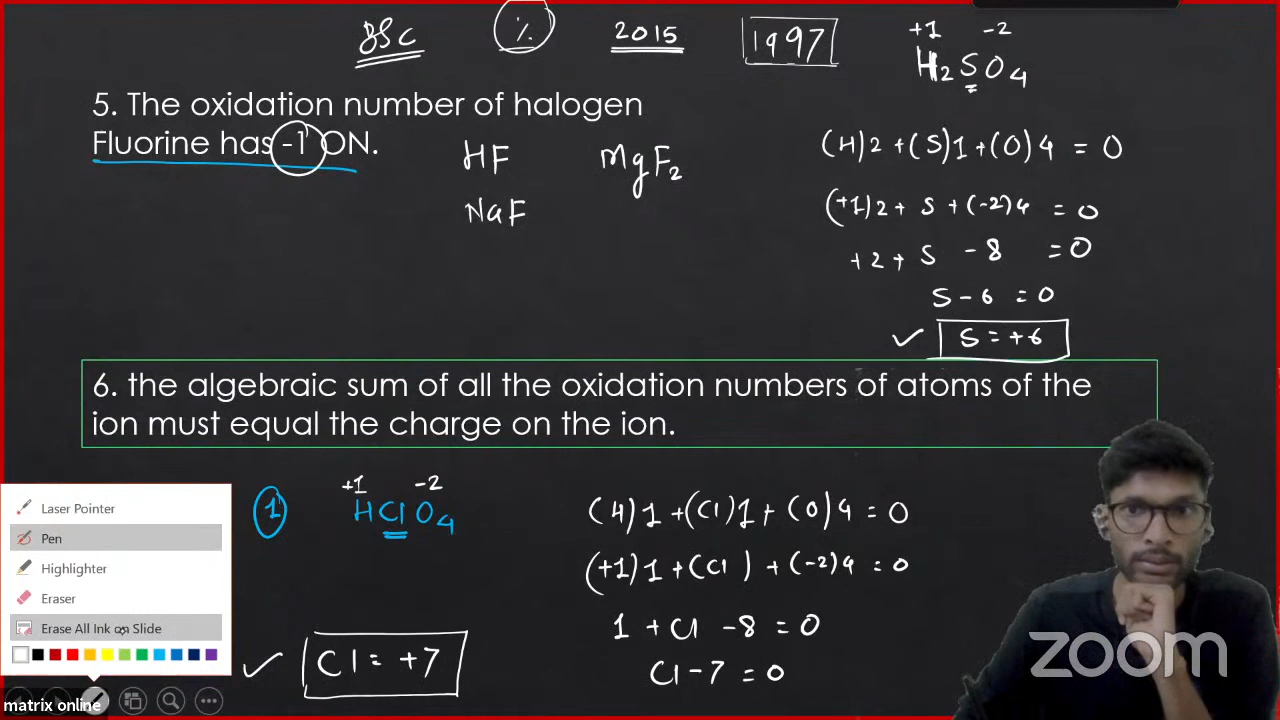 BSc % 2015 1997
+1 -2
H2SO4
5. The oxidation number of halogen
Fluorine has -1 ON.
HF MgF2
NaF
(H)2 + (S)1 + (O)4 = 0
(+1)2 + S + (-2)4 = 0
+2 + S - 8 = 0
S - 6 = 0
✓ S = +6
6. the algebraic sum of all the oxidation numbers of atoms of the
ion must equal the charge on the ion.
1 +1 -2
HClO4
(H)1 + (Cl)1 + (O)4 = 0
(+1)1 + (Cl) + (-2)4 = 0
1 + Cl - 8 = 0
Cl - 7 = 0
✓ Cl = +7
Laser Pointer
Pen
Highlighter
Eraser
Erase All Ink on Slide
matrix online
zoom